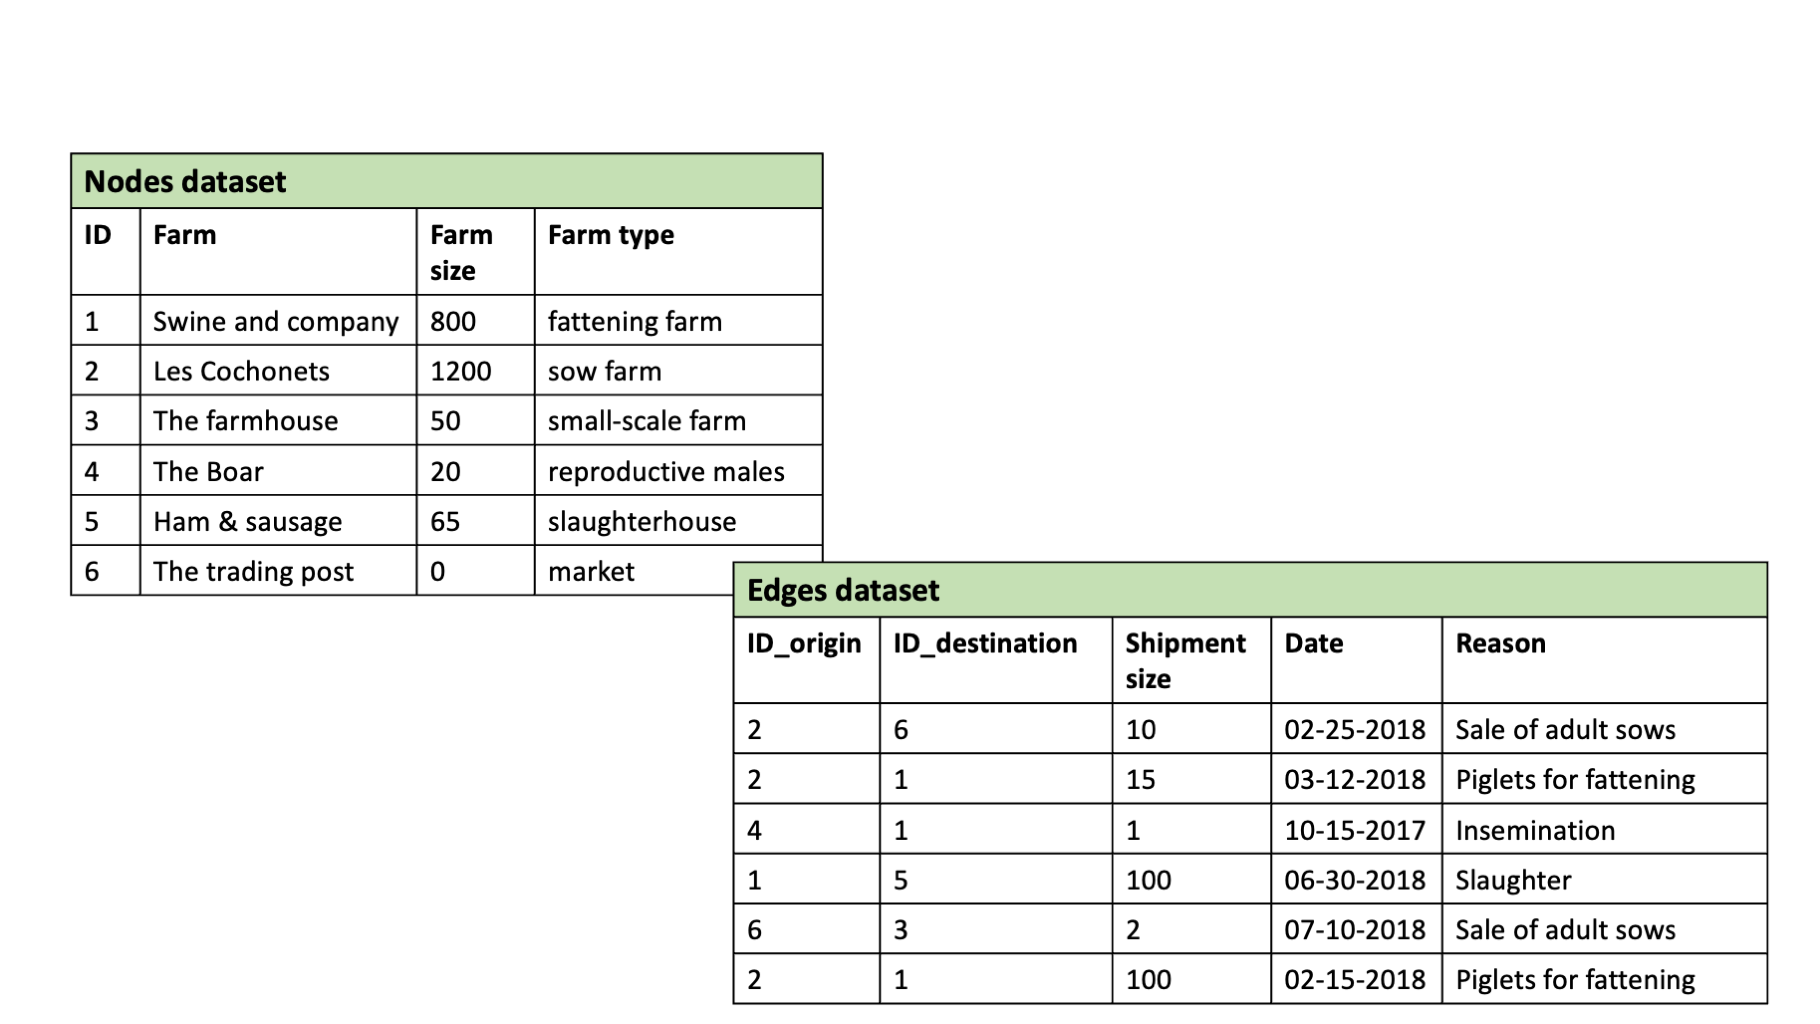 Nodes dataset
ID Farm Farm size Farm type
1 Swine and company 800 fattening farm
2 Les Cochonets 1200 sow farm
3 The farmhouse 50 small-scale farm
4 The Boar 20 reproductive males
5 Ham & sausage 65 slaughterhouse
6 The trading post 0 market
Edges dataset
ID_origin ID_destination Shipment size Date Reason
2 6 10 02-25-2018 Sale of adult sows
2 1 15 03-12-2018 Piglets for fattening
4 1 1 10-15-2017 Insemination
1 5 100 06-30-2018 Slaughter
6 3 2 07-10-2018 Sale of adult sows
2 1 100 02-15-2018 Piglets for fattening